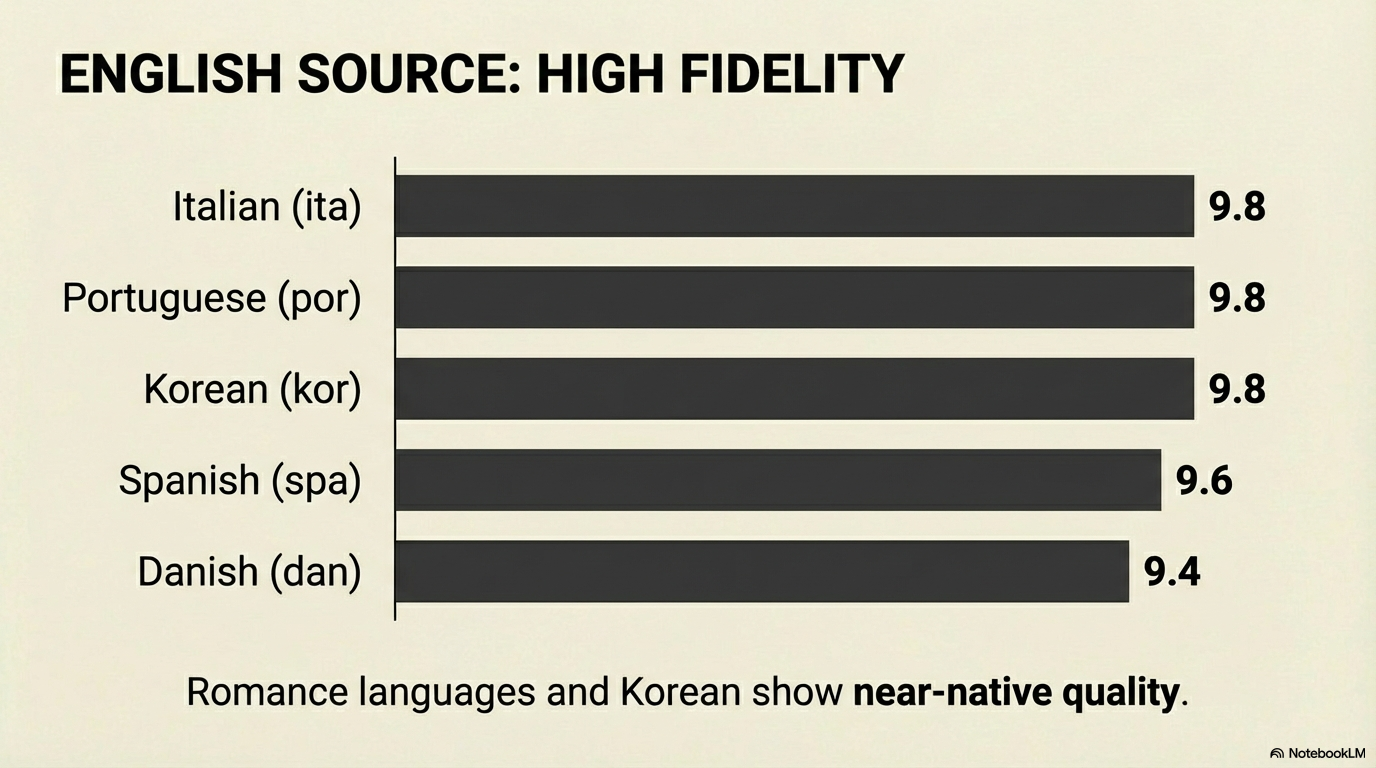 ENGLISH SOURCE: HIGH FIDELITY
Italian (ita) 9.8
Portuguese (por) 9.8
Korean (kor) 9.8
Spanish (spa) 9.6
Danish (dan) 9.4
Romance languages and Korean show near-native quality.
NotebookLM